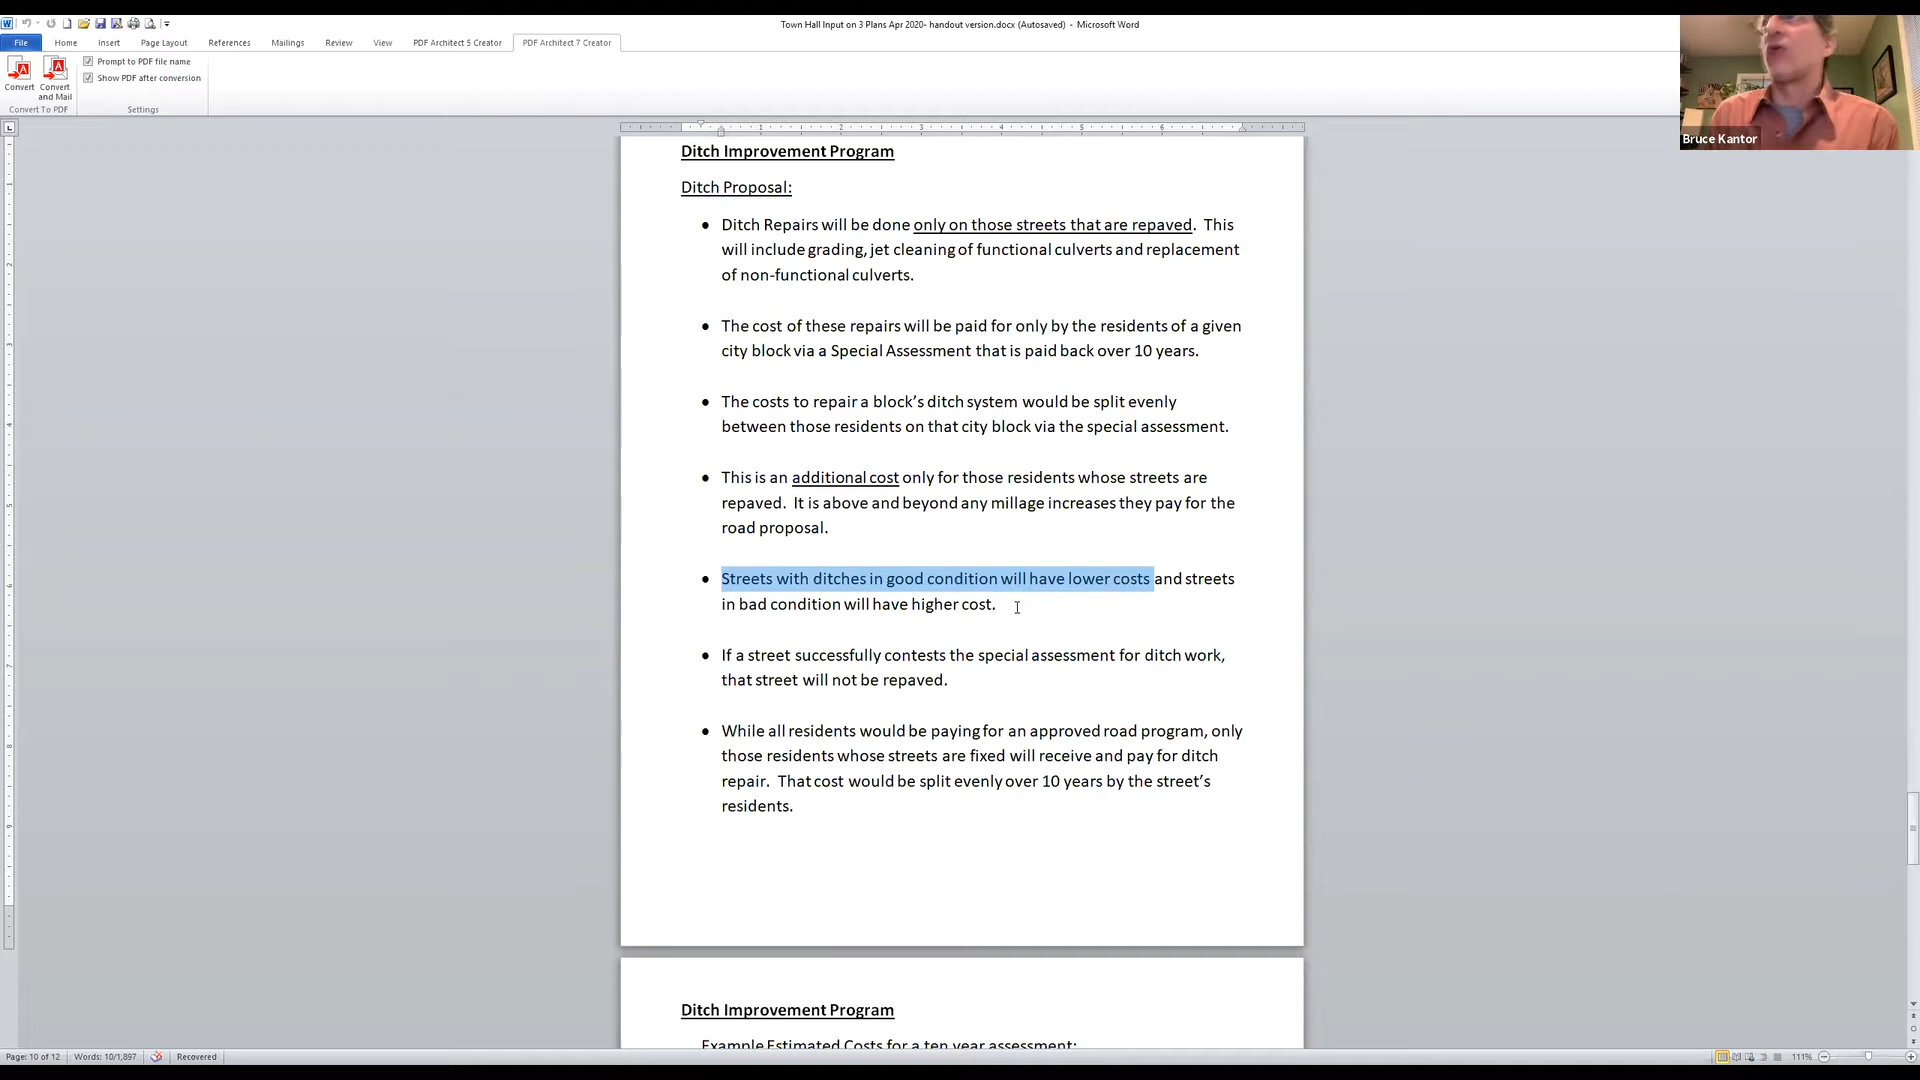 Town Hall Input on 3 Plans Apr 2020- handout version.docx (Autosaved) - Microsoft Word
File Home Insert Page Layout References Mailings Review View PDF Architect 5 Creator PDF Architect 7 Creator
Convert
Convert and Mail
Prompt to PDF file name
Show PDF after conversion
Convert To PDF
Settings
Bruce Kantor
Ditch Improvement Program
Ditch Proposal:
• Ditch Repairs will be done only on those streets that are repaved. This
will include grading, jet cleaning of functional culverts and replacement
of non-functional culverts.
• The cost of these repairs will be paid for only by the residents of a given
city block via a Special Assessment that is paid back over 10 years.
• The costs to repair a block's ditch system would be split evenly
between those residents on that city block via the special assessment.
• This is an additional cost only for those residents whose streets are
repaved. It is above and beyond any millage increases they pay for the
road proposal.
• Streets with ditches in good condition will have lower costs and streets
in bad condition will have higher cost.
• If a street successfully contests the special assessment for ditch work,
that street will not be repaved.
• While all residents would be paying for an approved road program, only
those residents whose streets are fixed will receive and pay for ditch
repair. That cost would be split evenly over 10 years by the street's
residents.
Ditch Improvement Program
Example Estimated Costs for a ten year assessment:
Page: 10 of 12 Words: 10/1,897 Recovered 111%